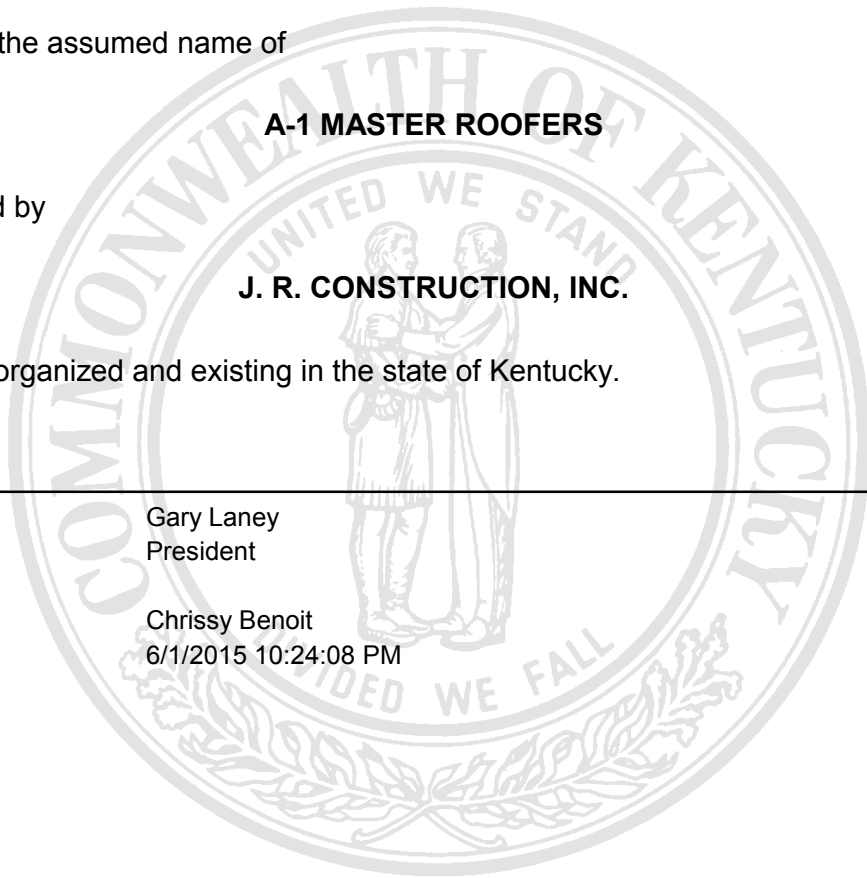 the assumed name of
A-1 MASTER ROOFERS
d by
J. R. CONSTRUCTION, INC.
organized and existing in the state of Kentucky.
Gary Laney
President
Chrissy Benoit
6/1/2015 10:24:08 PM
COMMONWEALTH OF KENTUCKY
UNITED WE STAND
DIVIDED WE FALL